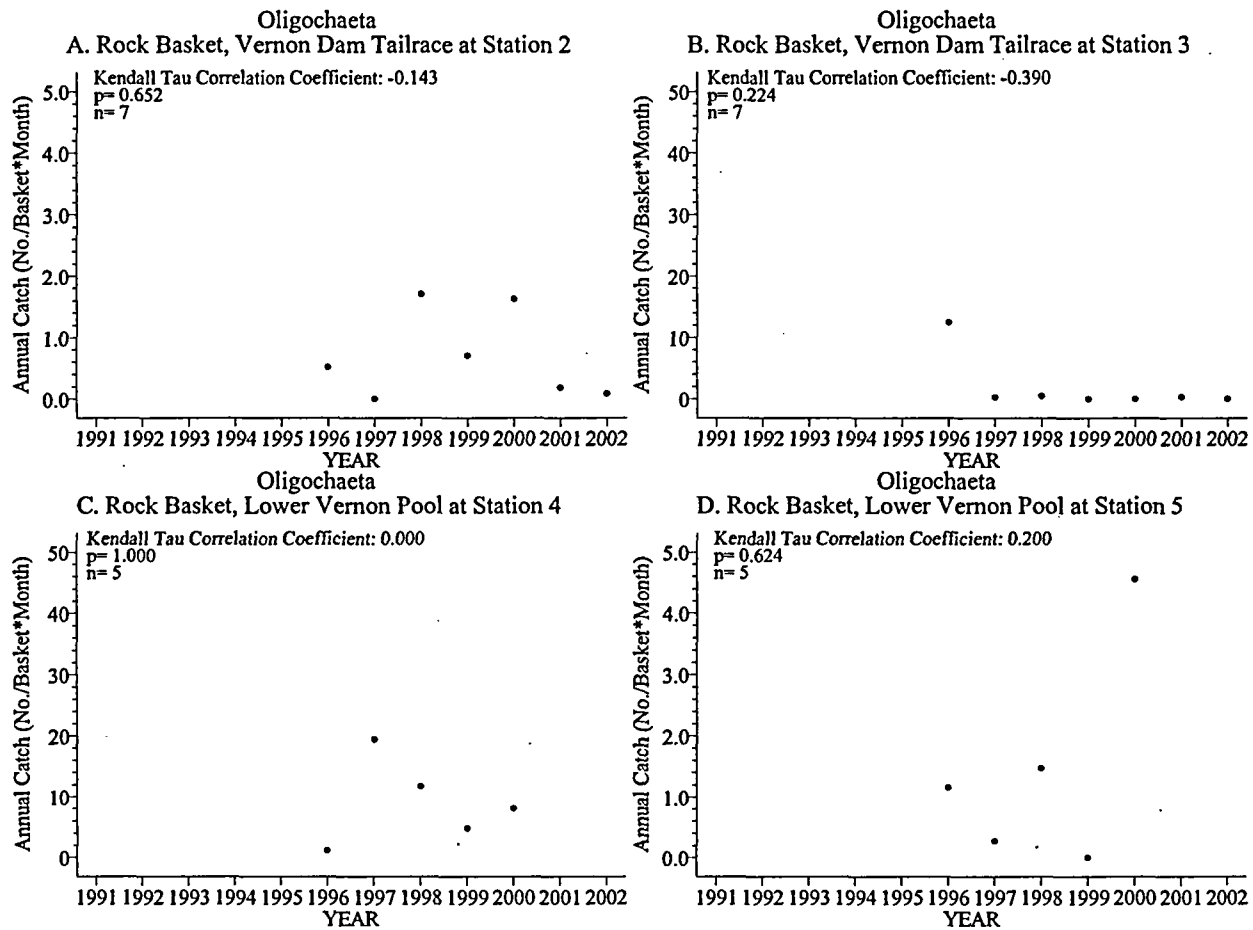 Oligochaeta
A. Rock Basket, Vernon Dam Tailrace at Station 2
Kendall Tau Correlation Coefficient: -0.143
p= 0.652
n= 7
Annual Catch (No./Basket*Month)
5.0
4.0
3.0
2.0
1.0
0.0
1991 1992 1993 1994 1995 1996 1997 1998 1999 2000 2001 2002
YEAR
Oligochaeta
B. Rock Basket, Vernon Dam Tailrace at Station 3
Kendall Tau Correlation Coefficient: -0.390
p= 0.224
n= 7
Annual Catch (No./Basket*Month)
50
40
30
20
10
0
1991 1992 1993 1994 1995 1996 1997 1998 1999 2000 2001 2002
YEAR
Oligochaeta
C. Rock Basket, Lower Vernon Pool at Station 4
Kendall Tau Correlation Coefficient: 0.000
p= 1.000
n= 5
Annual Catch (No./Basket*Month)
50
40
30
20
10
0
1991 1992 1993 1994 1995 1996 1997 1998 1999 2000 2001 2002
YEAR
Oligochaeta
D. Rock Basket, Lower Vernon Pool at Station 5
Kendall Tau Correlation Coefficient: 0.200
p= 0.624
n= 5
Annual Catch (No./Basket*Month)
5.0
4.0
3.0
2.0
1.0
0.0
1991 1992 1993 1994 1995 1996 1997 1998 1999 2000 2001 2002
YEAR